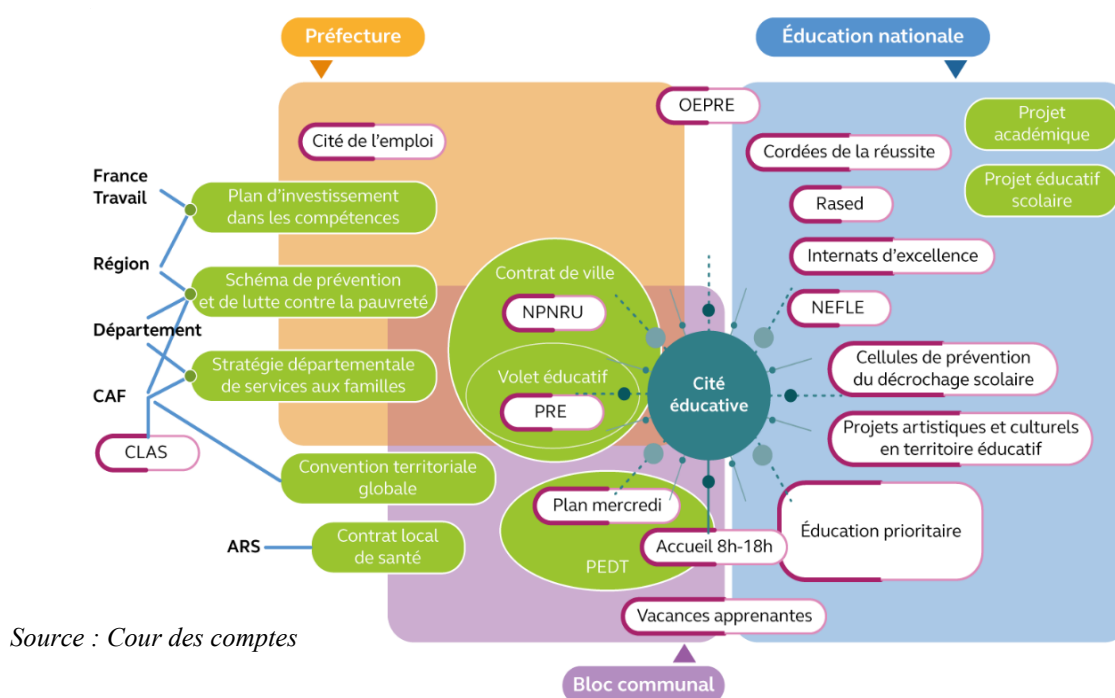 Préfecture
Éducation nationale
OEPRE
Projet
académique
Cité de l'emploi
Cordées de la réussite
France
Travail
Plan d'investissement
dans les compétences
Projet éducatif
scolaire
Rased
Région
Schéma de prévention
et de lutte contre la pauvreté
Contrat de ville
Internats d'excellence
NPNRU
NEFLE
Département
Stratégie départementale
de services aux familles
Volet éducatif
Cité
éducative
Cellules de prévention
du décrochage scolaire
CAF
PRE
Projets artistiques et culturels
en territoire éducatif
CLAS
Convention territoriale
globale
Plan mercredi
Éducation prioritaire
ARS
Contrat local
de santé
Accueil 8h-18h
PEDT
Vacances apprenantes
Source : Cour des comptes
Bloc communal